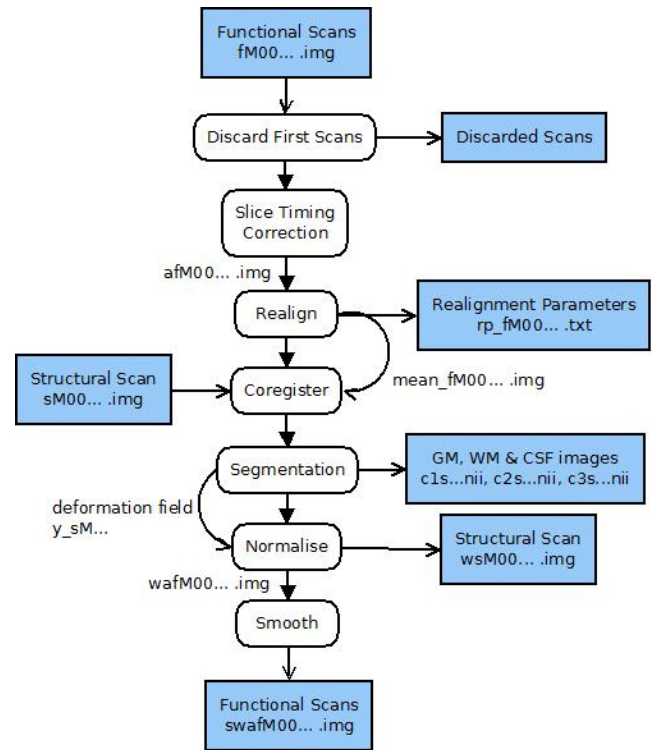 Functional Scans
fM00... .img
Discard First Scans
Discarded Scans
Slice Timing
Correction
afM00... .img
Realign
Realignment Parameters
rp_fM00... .txt
Structural Scan
sM00... .img
Coregister
mean_fM00... .img
Segmentation
GM, WM & CSF images
c1s...nii, c2s...nii, c3s...nii
deformation field
y_sM...
Normalise
Structural Scan
wsM00... .img
wafM00... .img
Smooth
Functional Scans
swafM00... .img